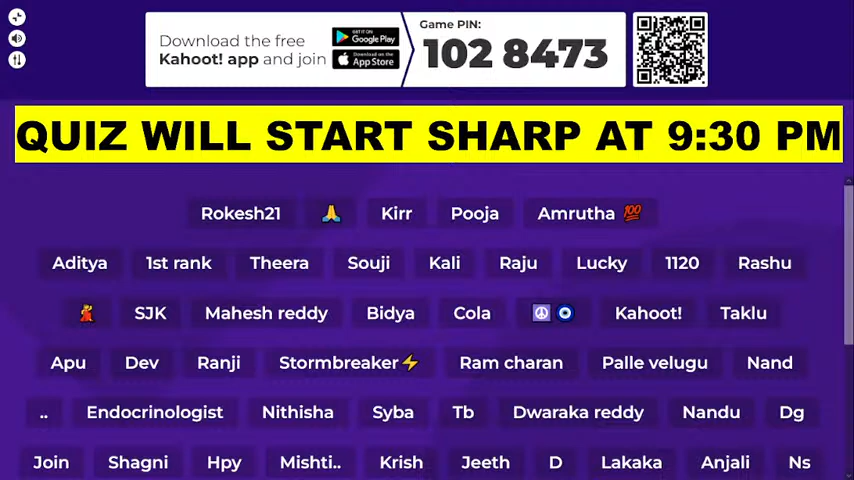 Download the free
Kahoot! app and join
GET IT ON
Google Play
Download on the
App Store
Game PIN:
102 8473
QUIZ WILL START SHARP AT 9:30 PM
Rokesh21 🙏 Kirr Pooja Amrutha 💯
Aditya 1st rank Theera Souji Kali Raju Lucky 1120 Rashu
💃 SJK Mahesh reddy Bidya Cola ☮️🧿 Kahoot! Taklu
Apu Dev Ranji Stormbreaker⚡ Ram charan Palle velugu Nand
.. Endocrinologist Nithisha Syba Tb Dwaraka reddy Nandu Dg
Join Shagni Hpy Mishti.. Krish Jeeth D Lakaka Anjali Ns